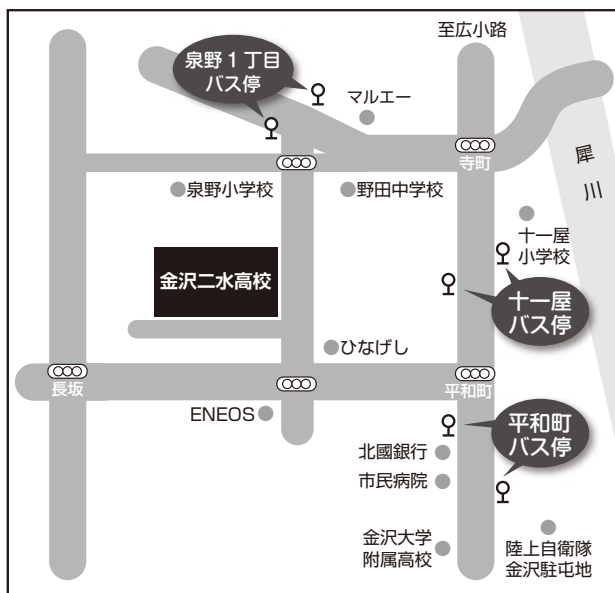 至広小路
泉野1丁目
バス停
マルエー
寺町
犀川
泉野小学校
野田中学校
十一屋
小学校
金沢二水高校
十一屋
バス停
ひなげし
長坂
平和町
ENEOS
平和町
バス停
北國銀行
市民病院
金沢大学
附属高校
陸上自衛隊
金沢駐屯地